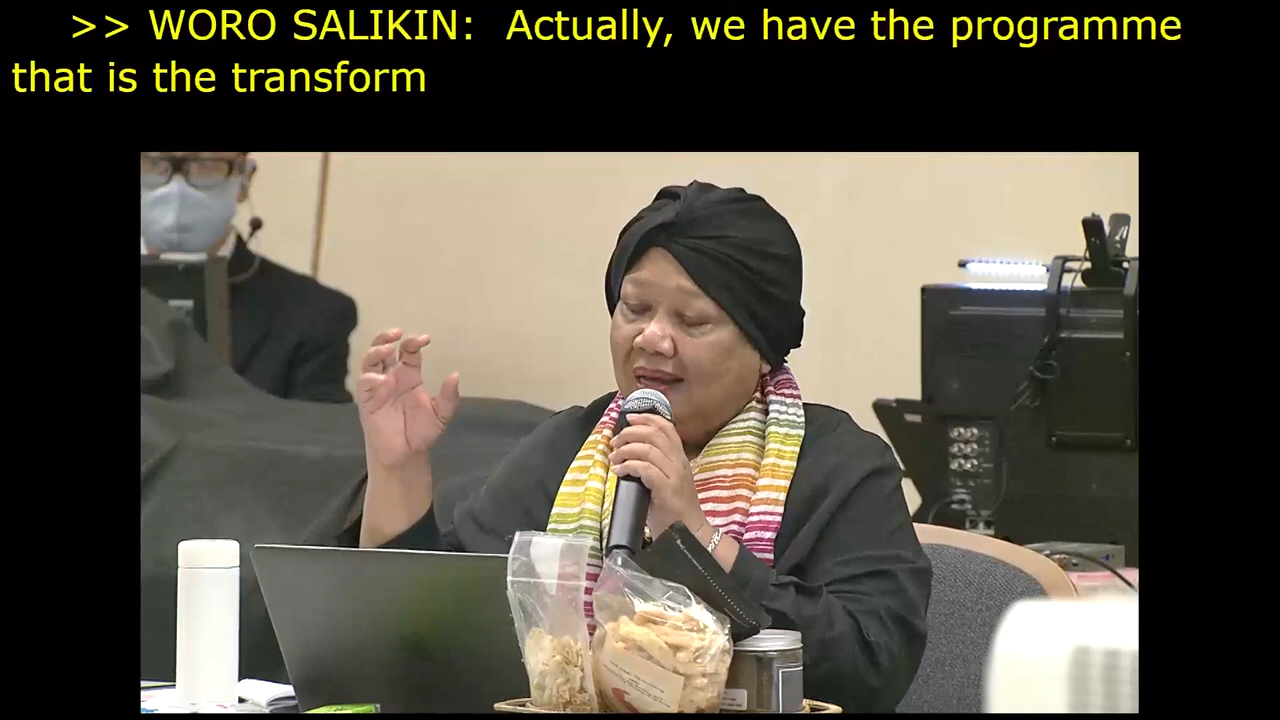 >> WORO SALIKIN:  Actually, we have the programme
that is the transform